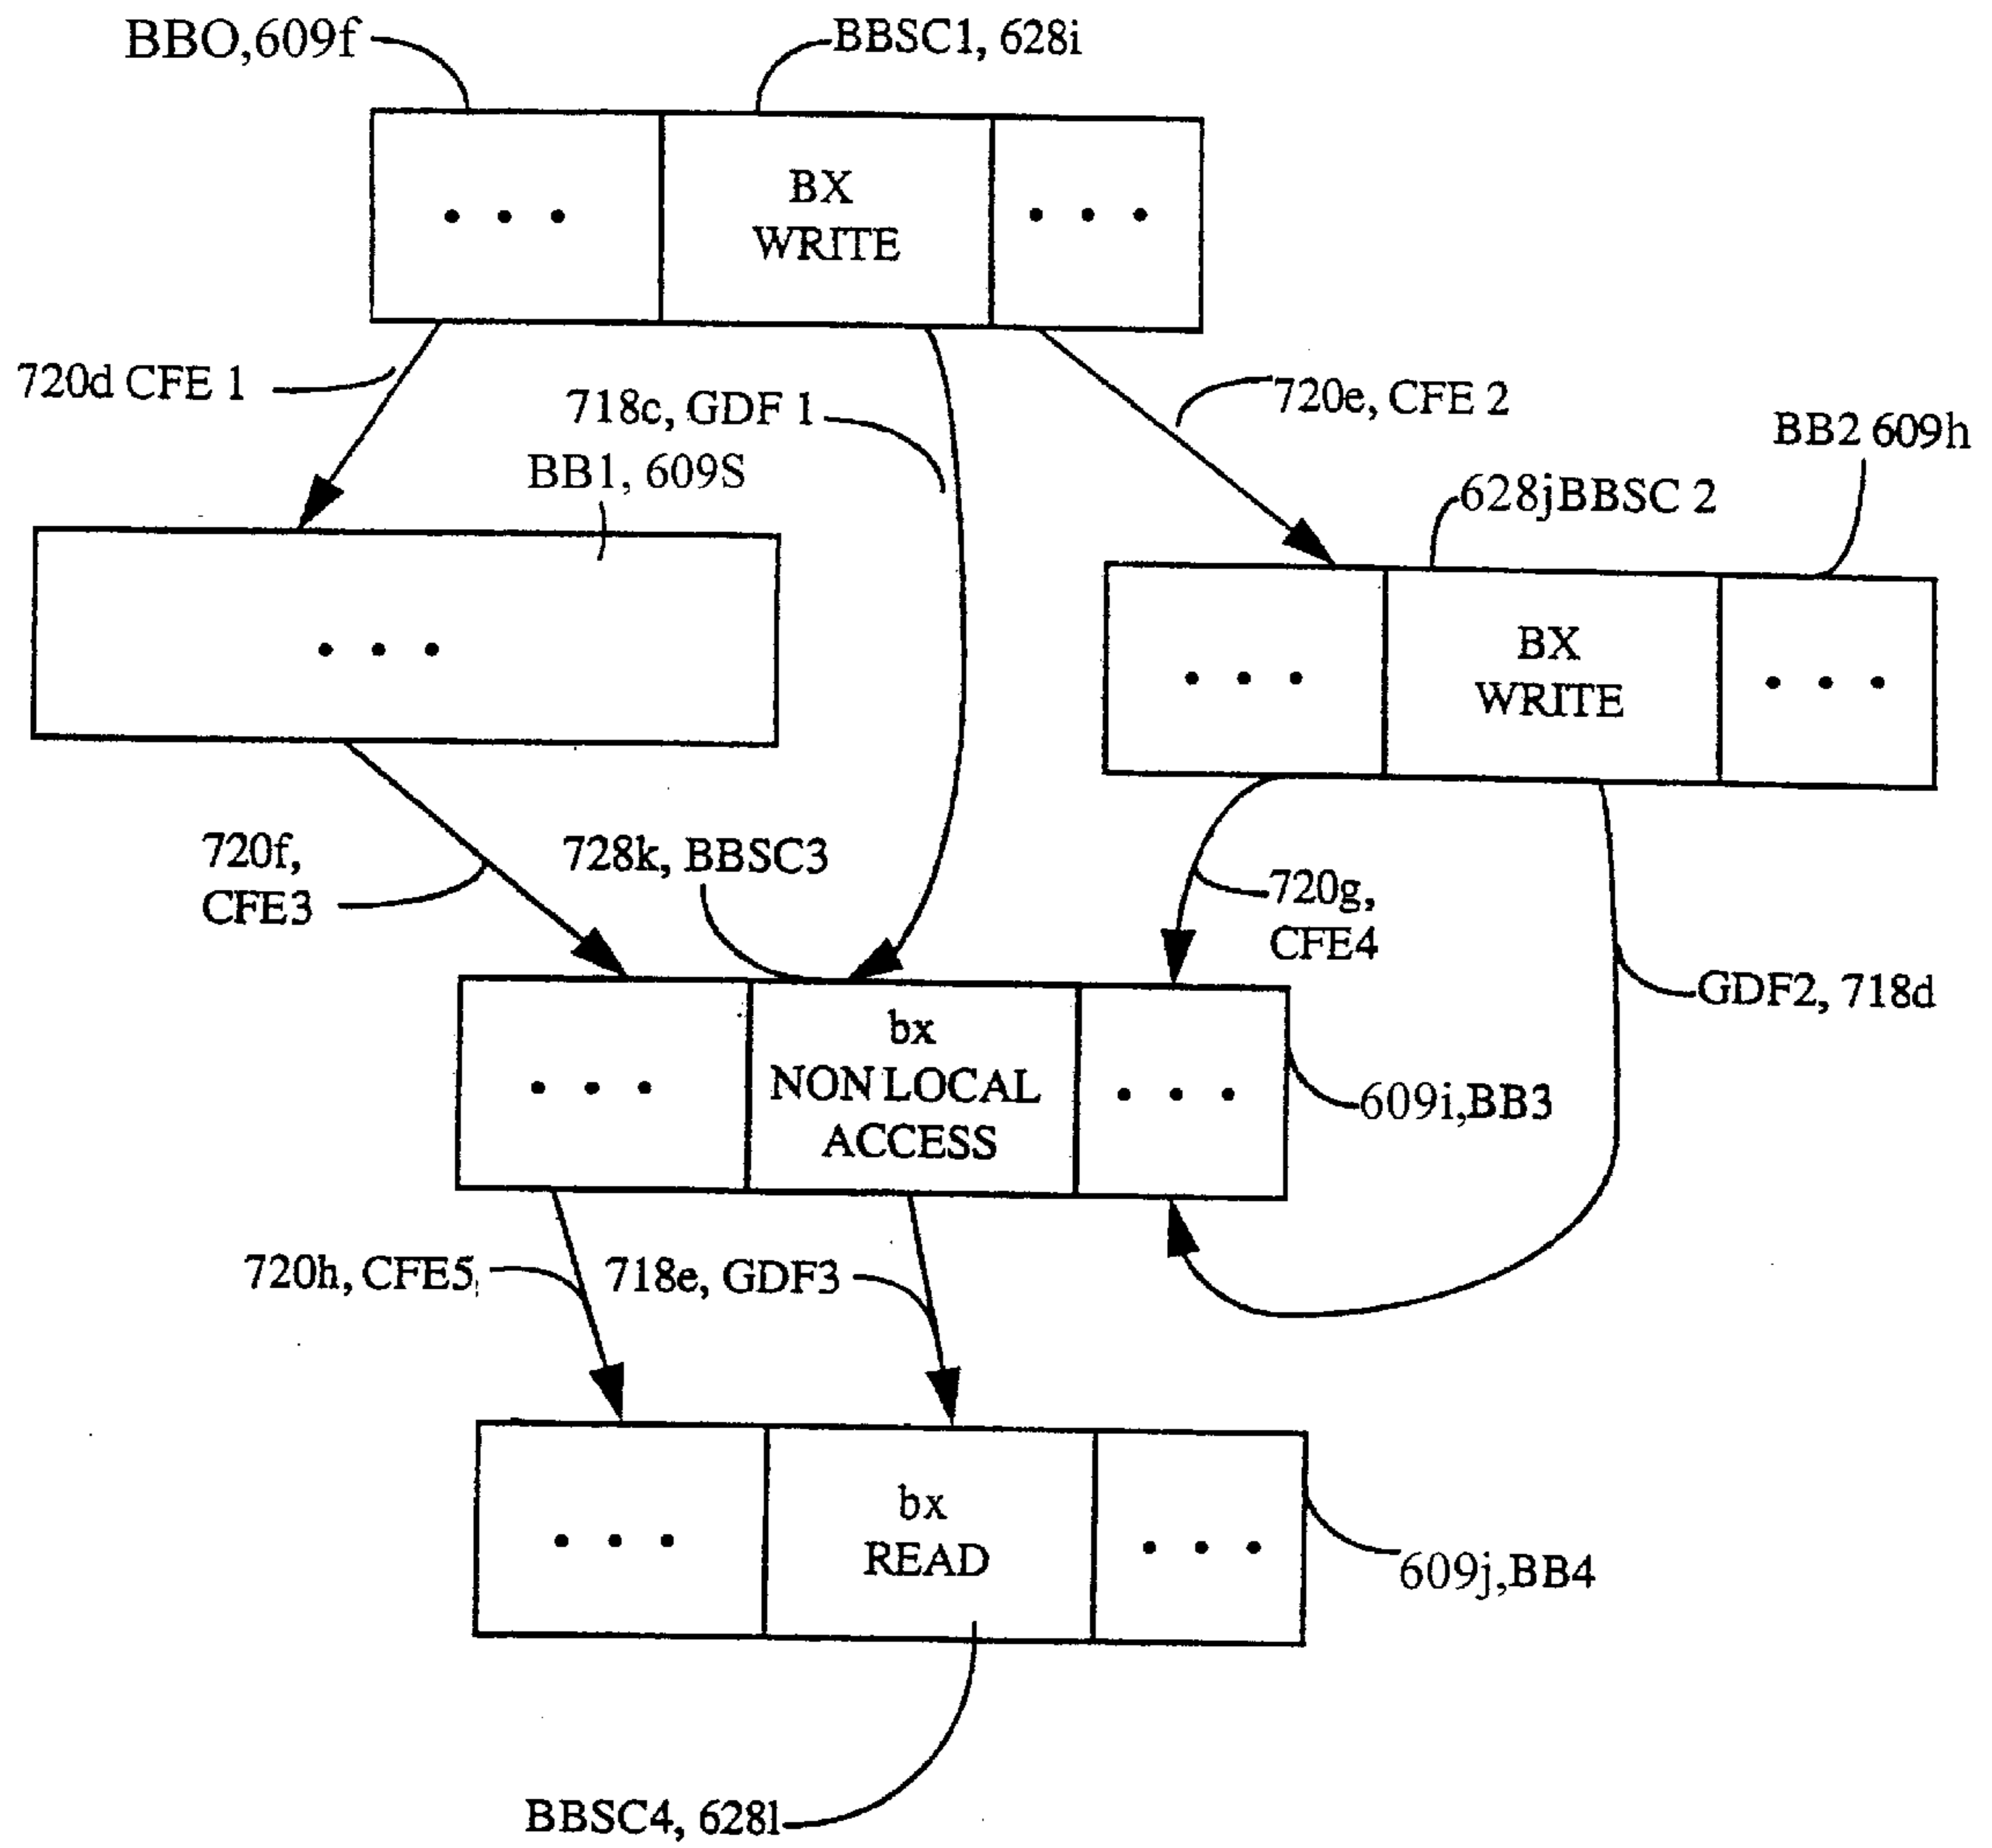 BBO,609f
BBSC1, 628i
• • •
BX
WRITE
• • •
720d CFE 1
718c, GDF 1
720e, CFE 2
BB2 609h
BB1, 609S
628jBBSC 2
• • •
• • •
BX
WRITE
• • •
720f,
CFE3
728k, BBSC3
720g,
CFE4
GDF2, 718d
• • •
bx
NON LOCAL
ACCESS
• • •
609i,BB3
720h, CFE5
718e, GDF3
• • •
bx
READ
• • •
609j,BB4
BBSC4, 628l